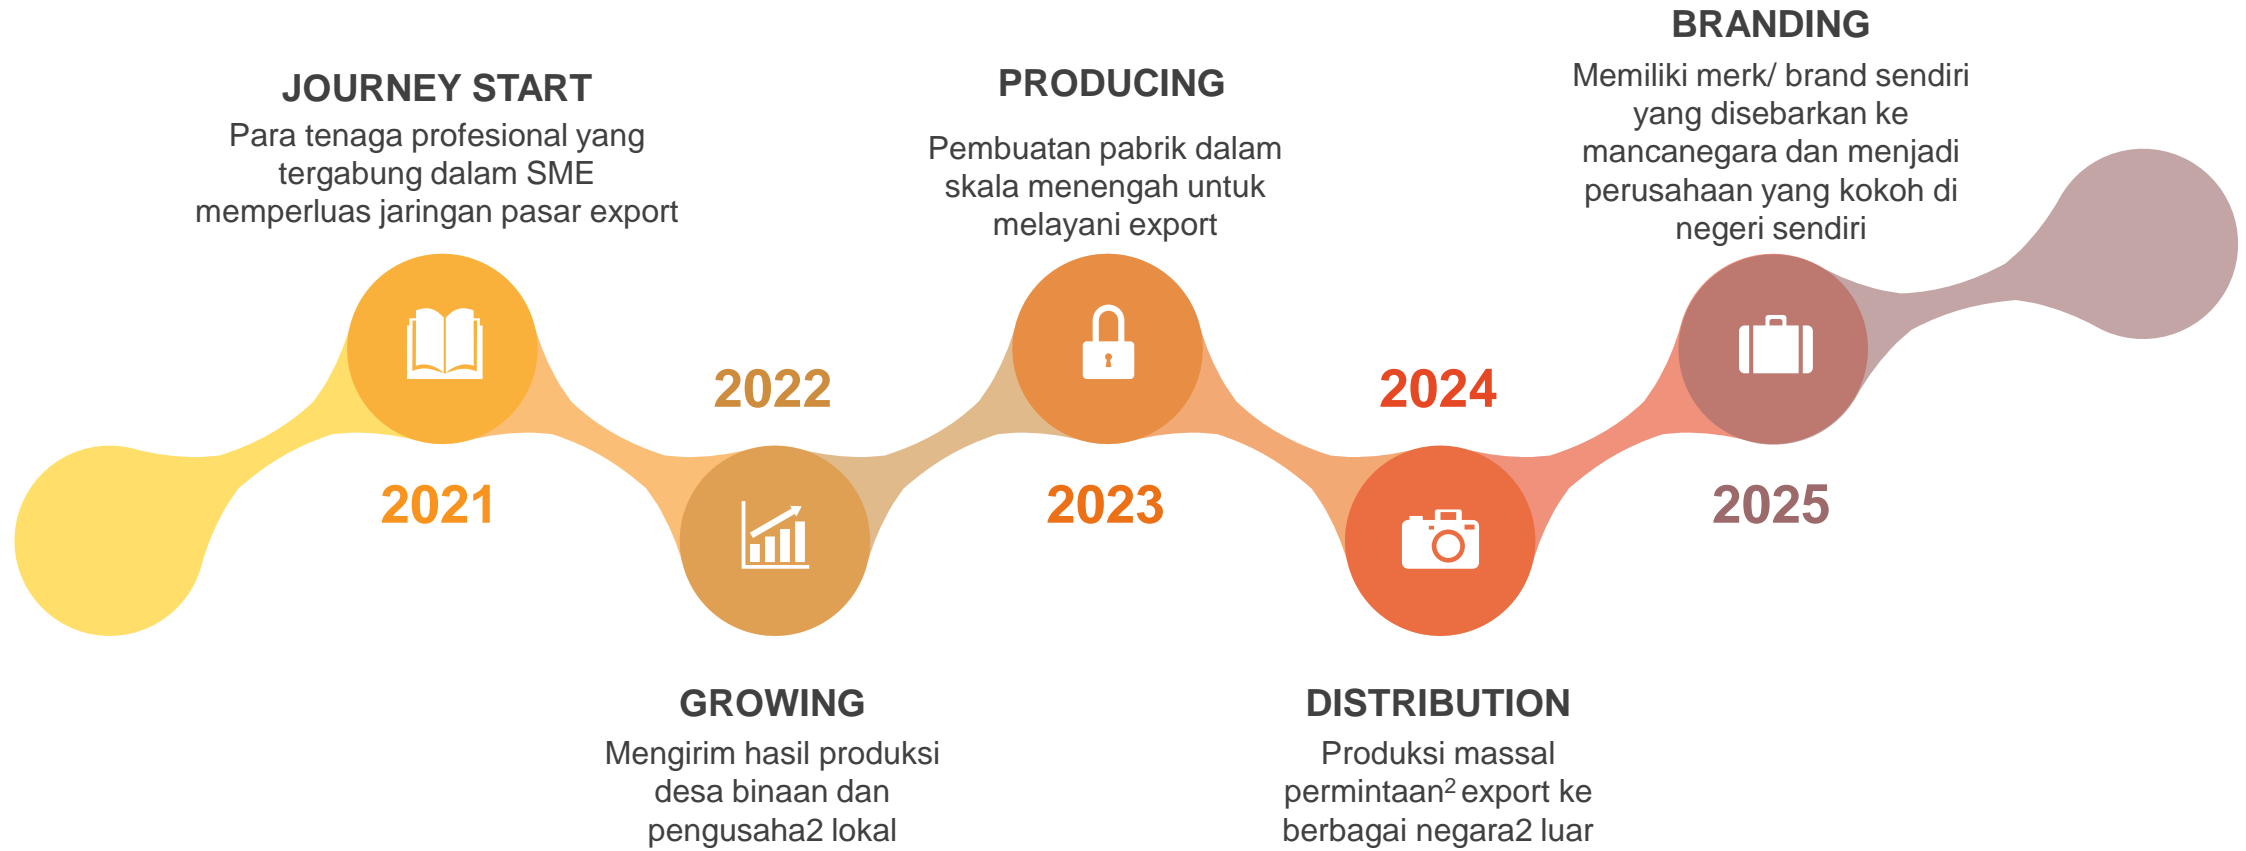 JOURNEY START
Para tenaga profesional yang
tergabung dalam SME
memperluas jaringan pasar export
2021
2022
GROWING
Mengirim hasil produksi
desa binaan dan
pengusaha2 lokal
PRODUCING
Pembuatan pabrik dalam
skala menengah untuk
melayani export
2023
2024
DISTRIBUTION
Produksi massal
permintaan² export ke
berbagai negara2 luar
BRANDING
Memiliki merk/ brand sendiri
yang disebarkan ke
mancanegara dan menjadi
perusahaan yang kokoh di
negeri sendiri
2025